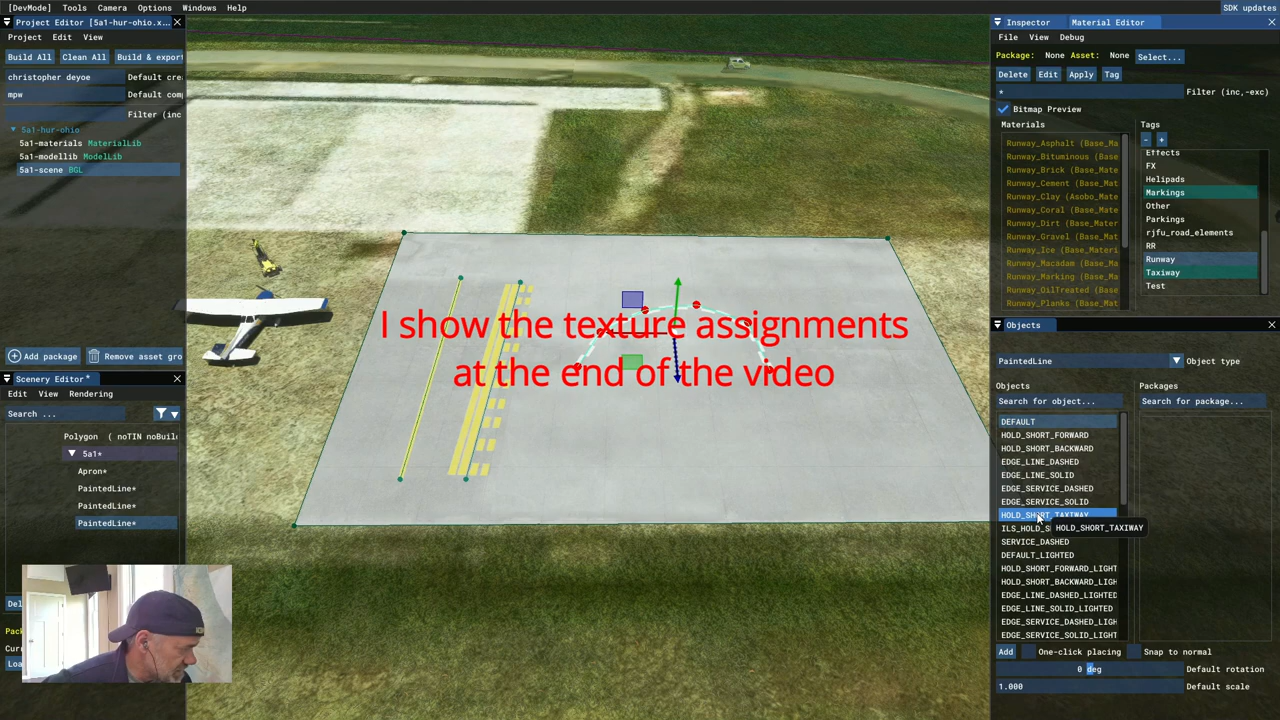 [DevMode] Tools Camera Options Windows Help SDK updates
Project Editor [5a1-hur-ohio.x...
Project Edit View
Build All Clean All Build & export
christopher deyoe Default cre
mpw Default com
Filter (inc
5a1-hur-ohio
5a1-materials MaterialLib
5a1-modellib ModelLib
5a1-scene BGL
Add package Remove asset gro
Scenery Editor*
Edit View Rendering
Search ...
Polygon ( noTIN noBuil
5a1*
Apron*
PaintedLine*
PaintedLine*
PaintedLine*
Del
Pac
Cur
Loa
I show the texture assignments
at the end of the video
Inspector Material Editor
File View Debug
Package: None Asset: None Select...
Delete Edit Apply Tag
* Filter (inc,-exc)
Bitmap Preview
Materials Tags
- +
Runway_Asphalt (Base_Ma
Runway_Bituminous (Base
Runway_Brick (Base_Mate
Runway_Cement (Base_Mat
Runway_Clay (Asobo_Mate
Runway_Coral (Base_Mate
Runway_Dirt (Base_Mater
Runway_Gravel (Base_Mat
Runway_Ice (Base_Materi
Runway_Macadam (Base_Ma
Runway_Marking (Base_Ma
Runway_OilTreated (Base
Runway_Planks (Base_Mat
Effects
FX
Helipads
Markings
Other
Parkings
rjfu_road_elements
RR
Runway
Taxiway
Test
Objects
PaintedLine Object type
Objects Packages
Search for object... Search for package...
DEFAULT
HOLD_SHORT_FORWARD
HOLD_SHORT_BACKWARD
EDGE_LINE_DASHED
EDGE_LINE_SOLID
EDGE_SERVICE_DASHED
EDGE_SERVICE_SOLID
HOLD_SHORT_TAXIWAY
ILS_HOLD_S HOLD_SHORT_TAXIWAY
SERVICE_DASHED
DEFAULT_LIGHTED
HOLD_SHORT_FORWARD_LIGHT
HOLD_SHORT_BACKWARD_LIGH
EDGE_LINE_DASHED_LIGHTED
EDGE_LINE_SOLID_LIGHTED
EDGE_SERVICE_DASHED_LIGH
EDGE_SERVICE_SOLID_LIGHT
Add One-click placing Snap to normal
0 deg Default rotation
1.000 Default scale